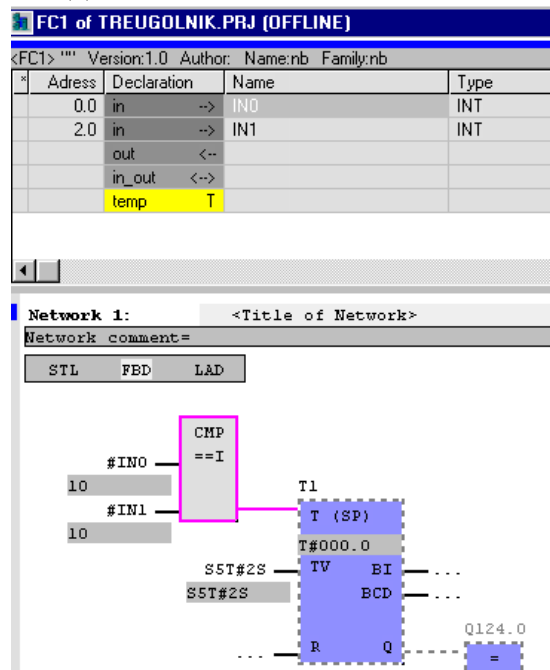 FC1 of TREUGOLNIK.PRJ (OFFLINE)
<FC1> "" Version:1.0 Author: Name:nb Family:nb
* Adress Declaration Name Type
0.0 in --> IN0 INT
2.0 in --> IN1 INT
out <--
in_out <-->
temp T
Network 1: <Title of Network>
Network comment=
STL FBD LAD
CMP
==I
#IN0
10
#IN1
10
T1
T (SP)
T#000.0
S5T#2S TV BI ...
S5T#2S BCD ...
Q124.0
... R Q =